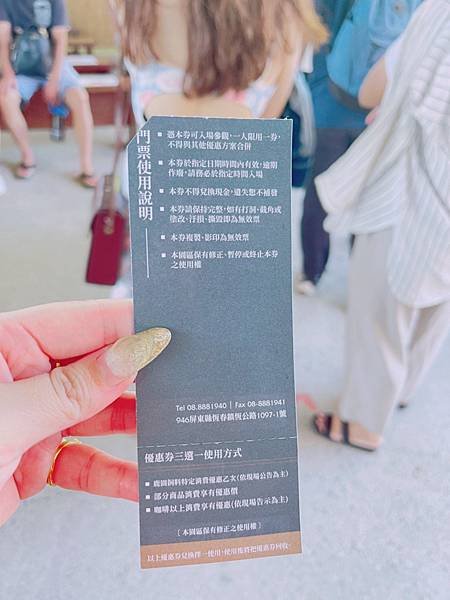 門票使用說明
■ 憑本券可入場參觀,一人限用一券,
不得與其他優惠方案合併
■ 本券於指定日期時間內有效,逾期
作廢,請務必於指定時間入場
■ 本券不得兌換現金,遺失恕不補發
■ 本券請保持完整,如有打洞、截角或
塗改、汙損、撕毀即為無效票
■ 本券複製、影印為無效票
■ 本園區保有修正、暫停或終止本券
之使用權
Tel 08.8881940 | Fax 08-8881941
946屏東縣恆春鎮恆公路1097-1號
優惠券三選一使用方式
■ 鹿園飼料特定消費優惠乙次(依現場公告為主)
■ 部分商品消費享有優惠價
■ 咖啡以上消費享有優惠(依現場告示為主)
〔 本園區保有修正之使用權 〕
以上優惠券兌換擇一使用,使用後將把優惠券回收。